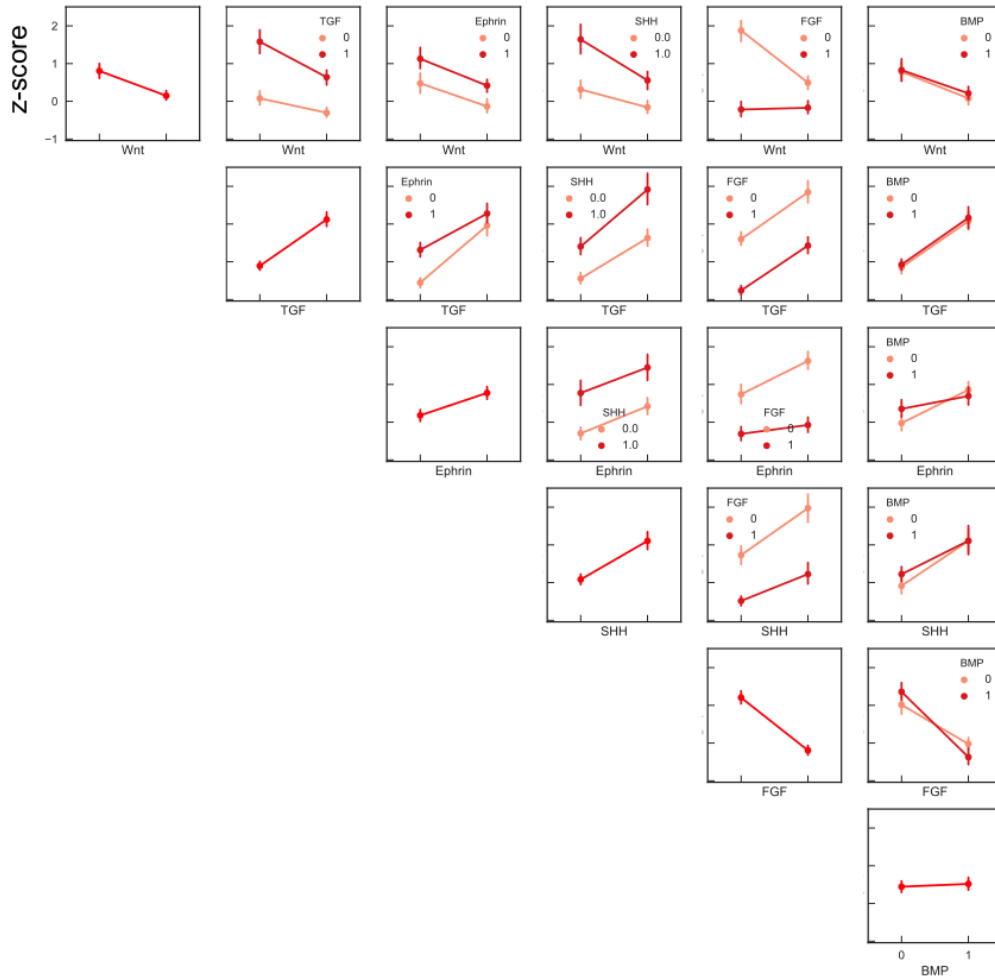 z-score
2
1
0
−1
Wnt
TGF
0
1
Wnt
Ephrin
0
1
Wnt
SHH
0.0
1.0
Wnt
FGF
0
1
Wnt
BMP
0
1
Wnt
TGF
Ephrin
0
1
TGF
SHH
0.0
1.0
TGF
FGF
0
1
TGF
BMP
0
1
TGF
Ephrin
SHH
0.0
1.0
Ephrin
FGF
0
1
Ephrin
BMP
0
1
Ephrin
SHH
FGF
0
1
SHH
BMP
0
1
SHH
FGF
BMP
0
1
FGF
0 1
BMP